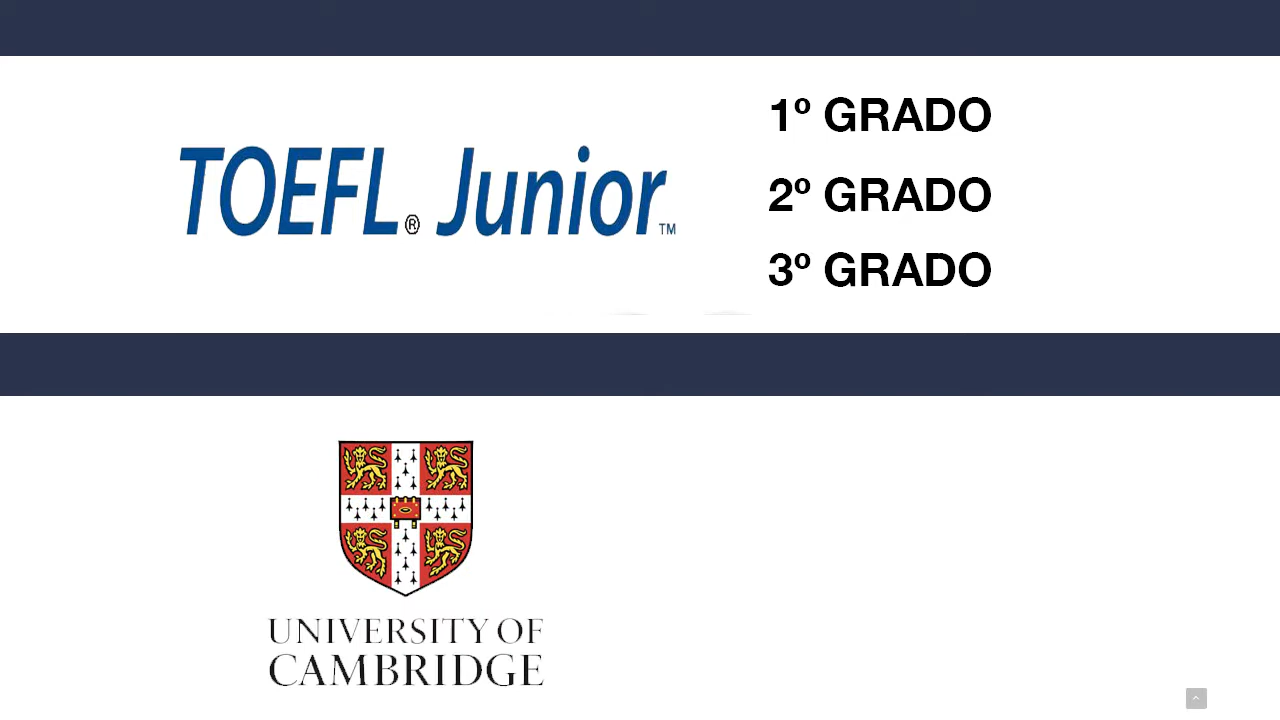 TOEFL® Junior™
1º GRADO
2º GRADO
3º GRADO
UNIVERSITY OF
CAMBRIDGE